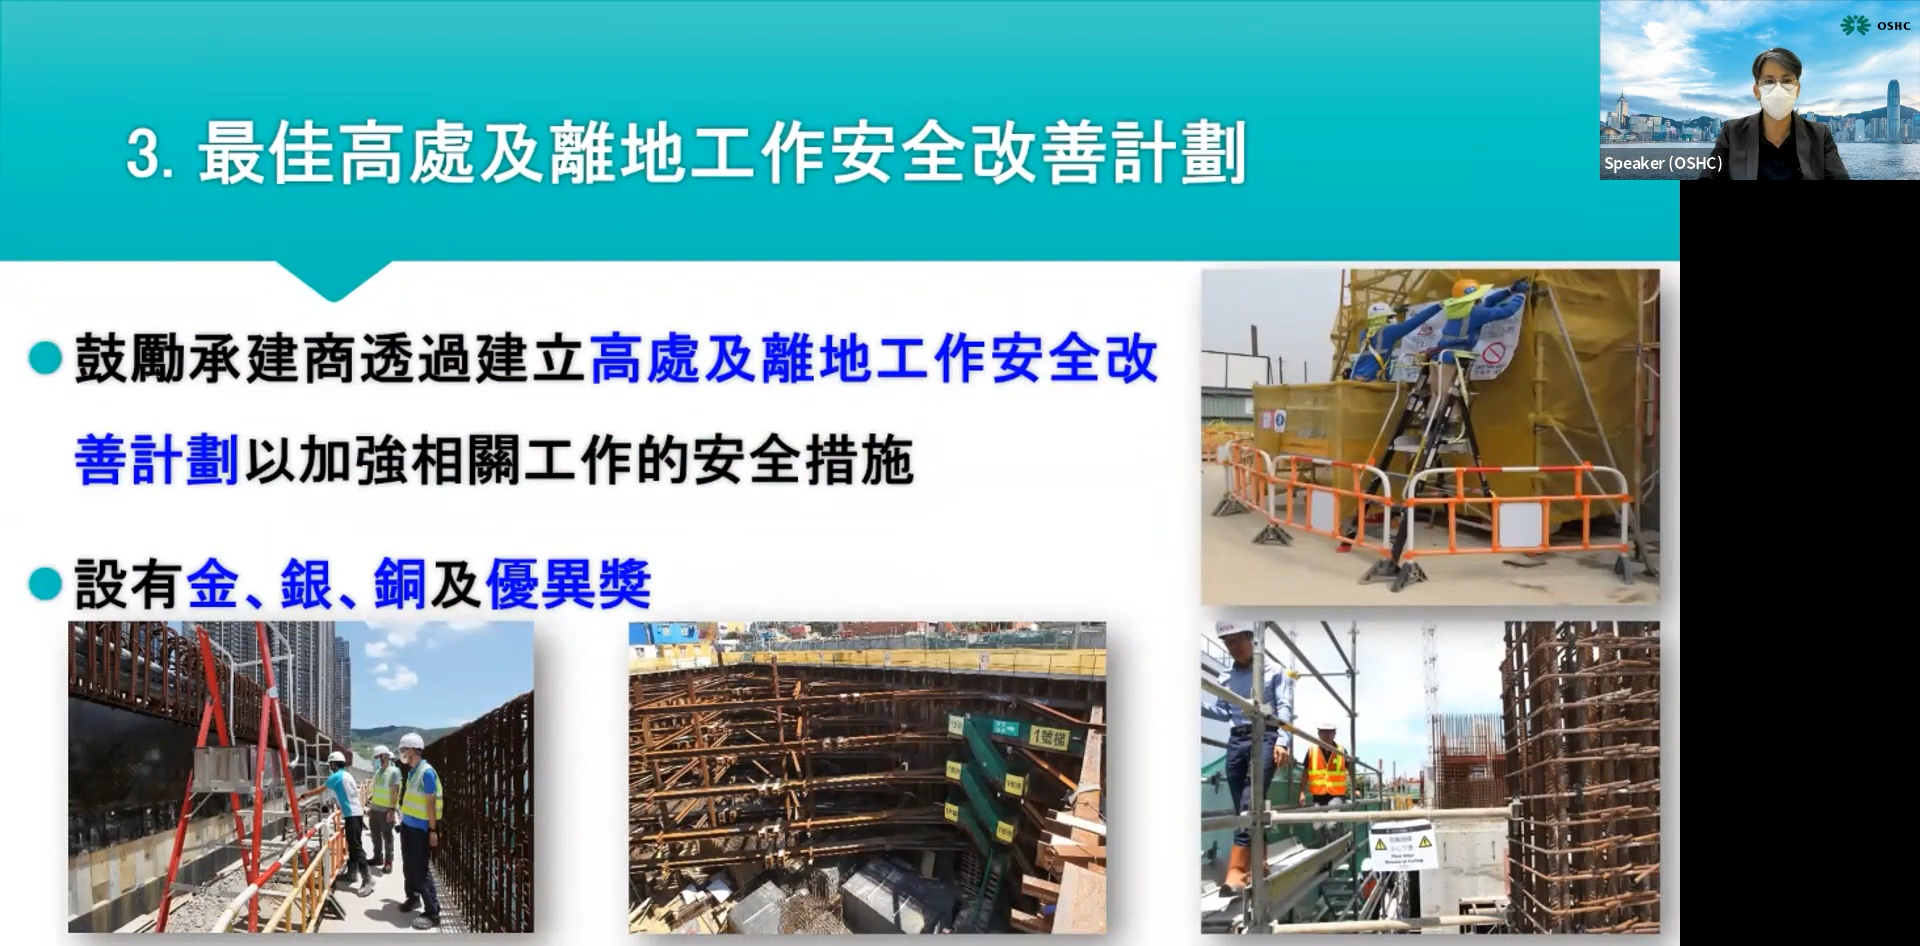 3. 最佳高處及離地工作安全改善計劃
OSHC
Speaker (OSHC)
鼓勵承建商透過建立高處及離地工作安全改
善計劃以加強相關工作的安全措施
設有金、銀、銅及優異獎
1號梯